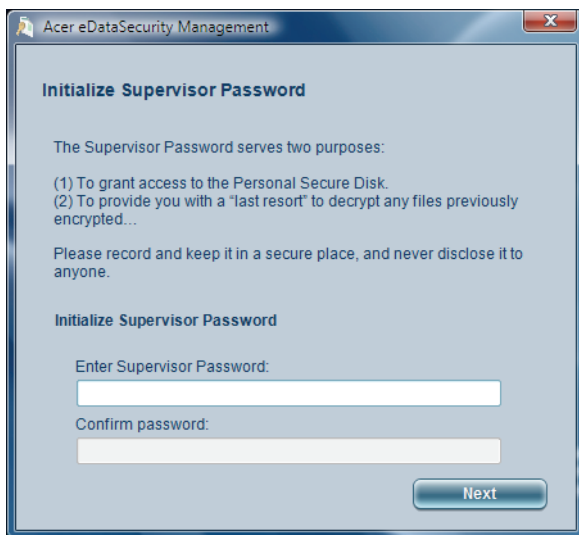 Acer eDataSecurity Management
Initialize Supervisor Password
The Supervisor Password serves two purposes:
(1) To grant access to the Personal Secure Disk.
(2) To provide you with a “last resort” to decrypt any files previously
encrypted...
Please record and keep it in a secure place, and never disclose it to
anyone.
Initialize Supervisor Password
Enter Supervisor Password:
Confirm password:
Next